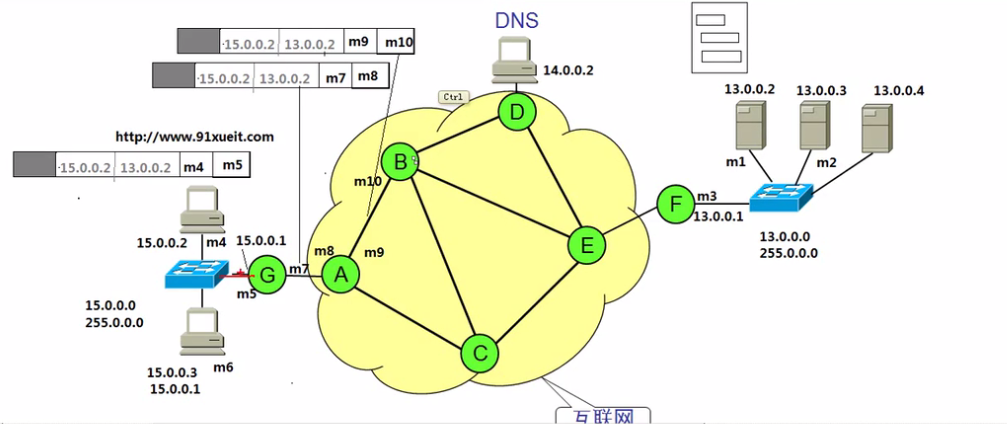 DNS
·15.0.0.2 13.0.0.2 m9 m10
·15.0.0.2 13.0.0.2 m7 m8
14.0.0.2
Ctrl
13.0.0.2 13.0.0.3 13.0.0.4
http://www.91xueit.com
·15.0.0.2 13.0.0.2 m4 m5
D
B
m10
m1 m2
F m3
13.0.0.1
13.0.0.0
255.0.0.0
15.0.0.2 m4
15.0.0.1
G
m5
m7
m8
A
m9
E
15.0.0.0
255.0.0.0
C
m6
15.0.0.3
15.0.0.1
互联网